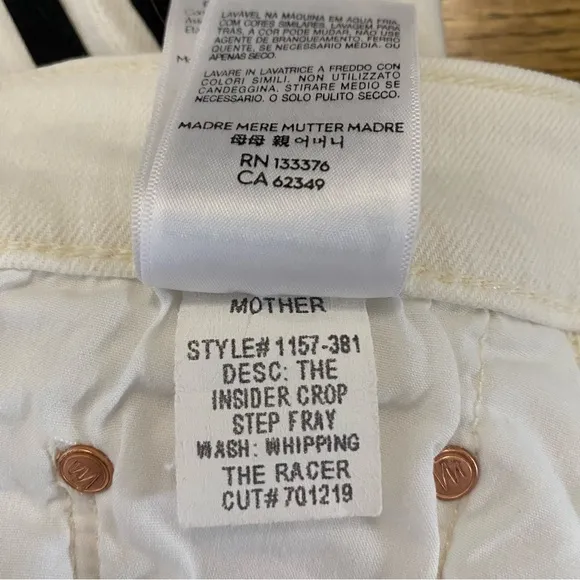 LAVÁVEL NA MÁQUINA EM ÁGUA FRIA,
COM CORES SIMILARES. LAVAGEM PARA
TRÁS, A COR PODE MUDAR. NÃO USE
AGENTE DE BRANQUEAMENTO. FERRO
QUENTE, SE NECESSÁRIO. MÉDIO, OU
APENAS SECO.
LAVARE IN LAVATRICE A FREDDO CON
COLORI SIMILI. NON UTILIZZATO
CANDEGGINA. STIRARE MEDIO SE
NECESSARIO. O SOLO PULITO SECCO.
MADRE MERE MUTTER MADRE
母母 親 어머니
RN 133376
CA 62349
MOTHER
STYLE# 1157-381
DESC: THE
INSIDER CROP
STEP FRAY
WASH: WHIPPING
THE RACER
CUT# 701219